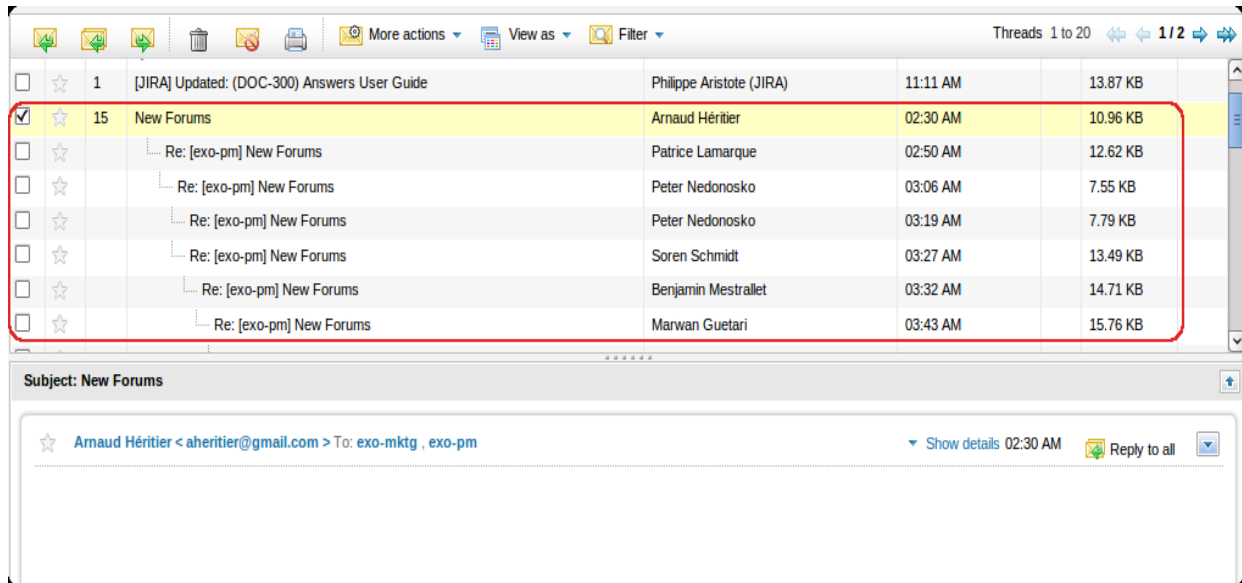 More actions View as Filter Threads 1 to 20 1 / 2
1 [JIRA] Updated: (DOC-300) Answers User Guide Philippe Aristote (JIRA) 11:11 AM 13.87 KB
15 New Forums Arnaud Héritier 02:30 AM 10.96 KB
Re: [exo-pm] New Forums Patrice Lamarque 02:50 AM 12.62 KB
Re: [exo-pm] New Forums Peter Nedonosko 03:06 AM 7.55 KB
Re: [exo-pm] New Forums Peter Nedonosko 03:19 AM 7.79 KB
Re: [exo-pm] New Forums Soren Schmidt 03:27 AM 13.49 KB
Re: [exo-pm] New Forums Benjamin Mestrallet 03:32 AM 14.71 KB
Re: [exo-pm] New Forums Marwan Guetari 03:43 AM 15.76 KB
Subject: New Forums
Arnaud Héritier < aheritier@gmail.com > To: exo-mktg , exo-pm Show details 02:30 AM Reply to all